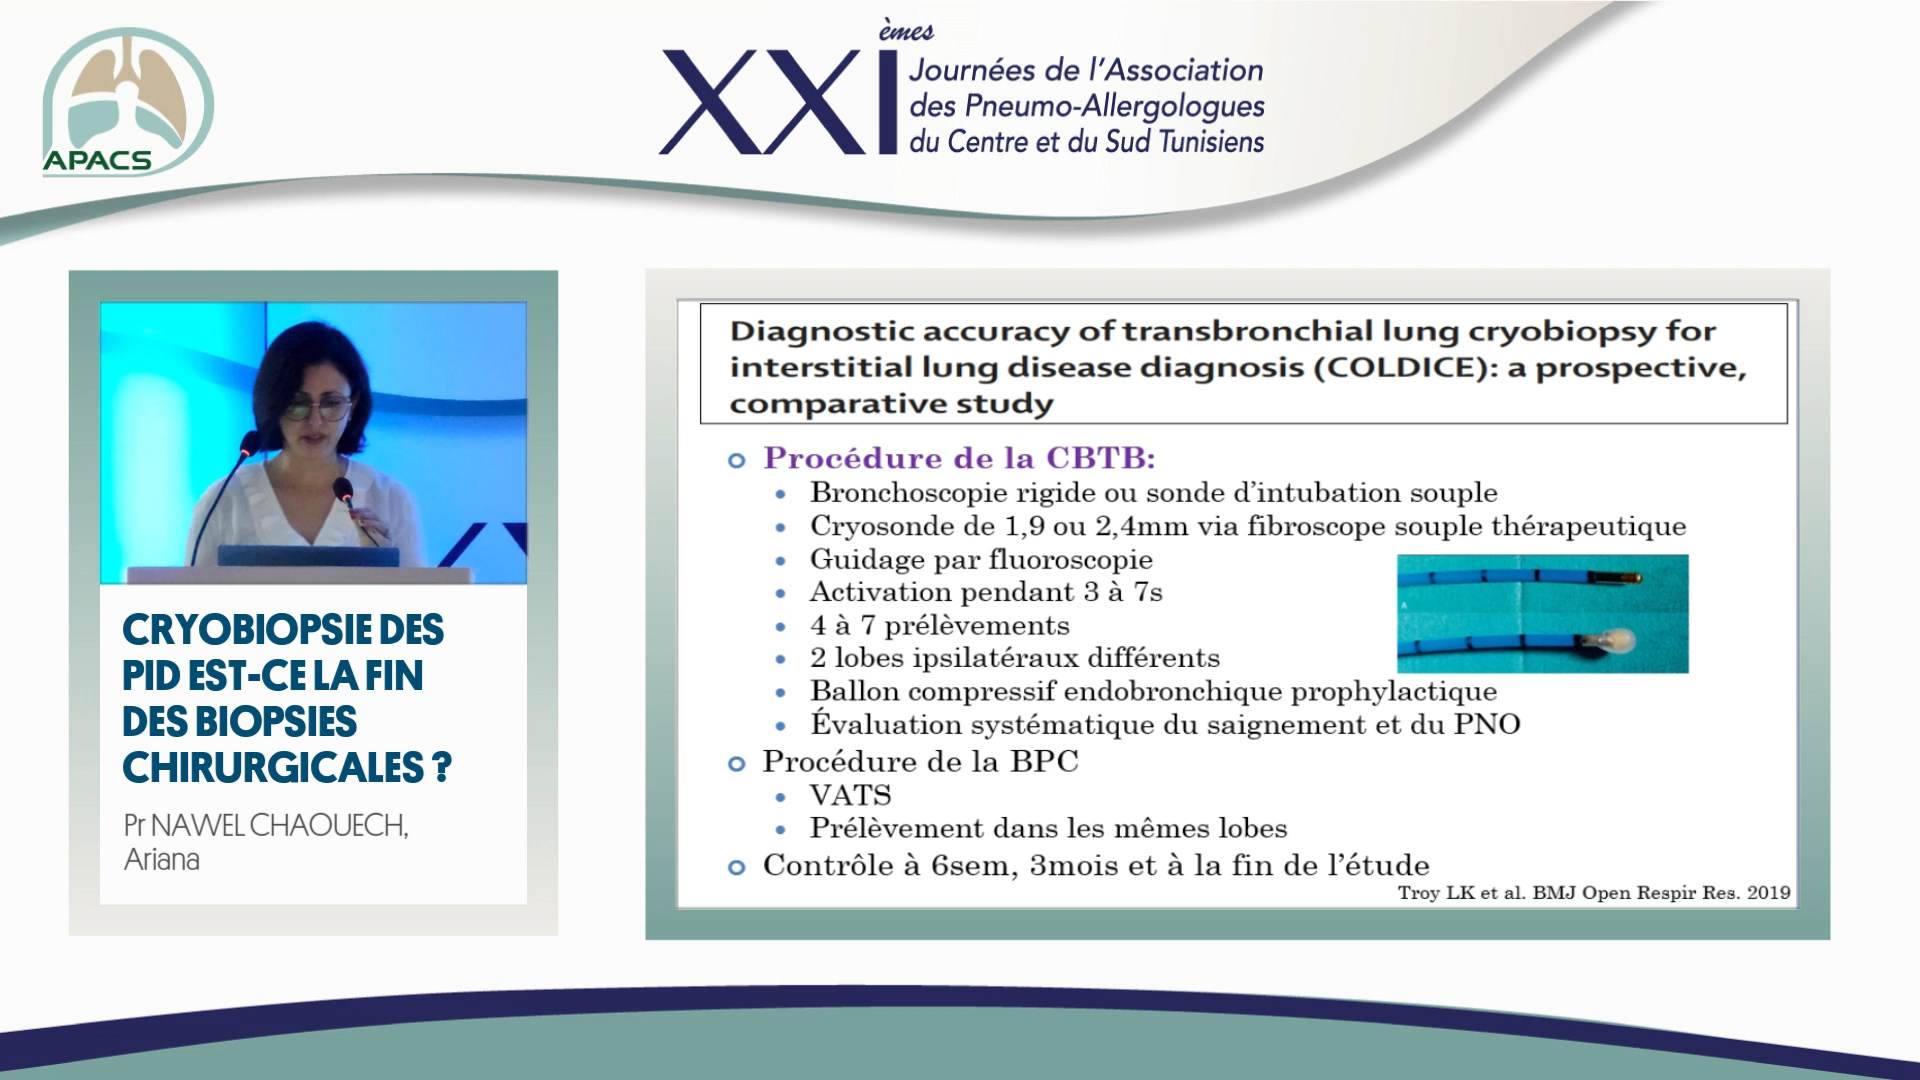 APACS
XXI
èmes
Journées de l'Association
des Pneumo-Allergologues
du Centre et du Sud Tunisiens
CRYOBIOPSIE DES
PID EST-CE LA FIN
DES BIOPSIES
CHIRURGICALES ?
Pr NAWEL CHAOUECH,
Ariana
Diagnostic accuracy of transbronchial lung cryobiopsy for
interstitial lung disease diagnosis (COLDICE): a prospective,
comparative study
Procédure de la CBTB:
Bronchoscopie rigide ou sonde d'intubation souple
Cryosonde de 1,9 ou 2,4mm via fibroscope souple thérapeutique
Guidage par fluoroscopie
Activation pendant 3 à 7s
4 à 7 prélèvements
2 lobes ipsilatéraux différents
Ballon compressif endobronchique prophylactique
Évaluation systématique du saignement et du PNO
Procédure de la BPC
VATS
Prélèvement dans les mêmes lobes
Contrôle à 6sem, 3mois et à la fin de l'étude
Troy LK et al. BMJ Open Respir Res. 2019
A